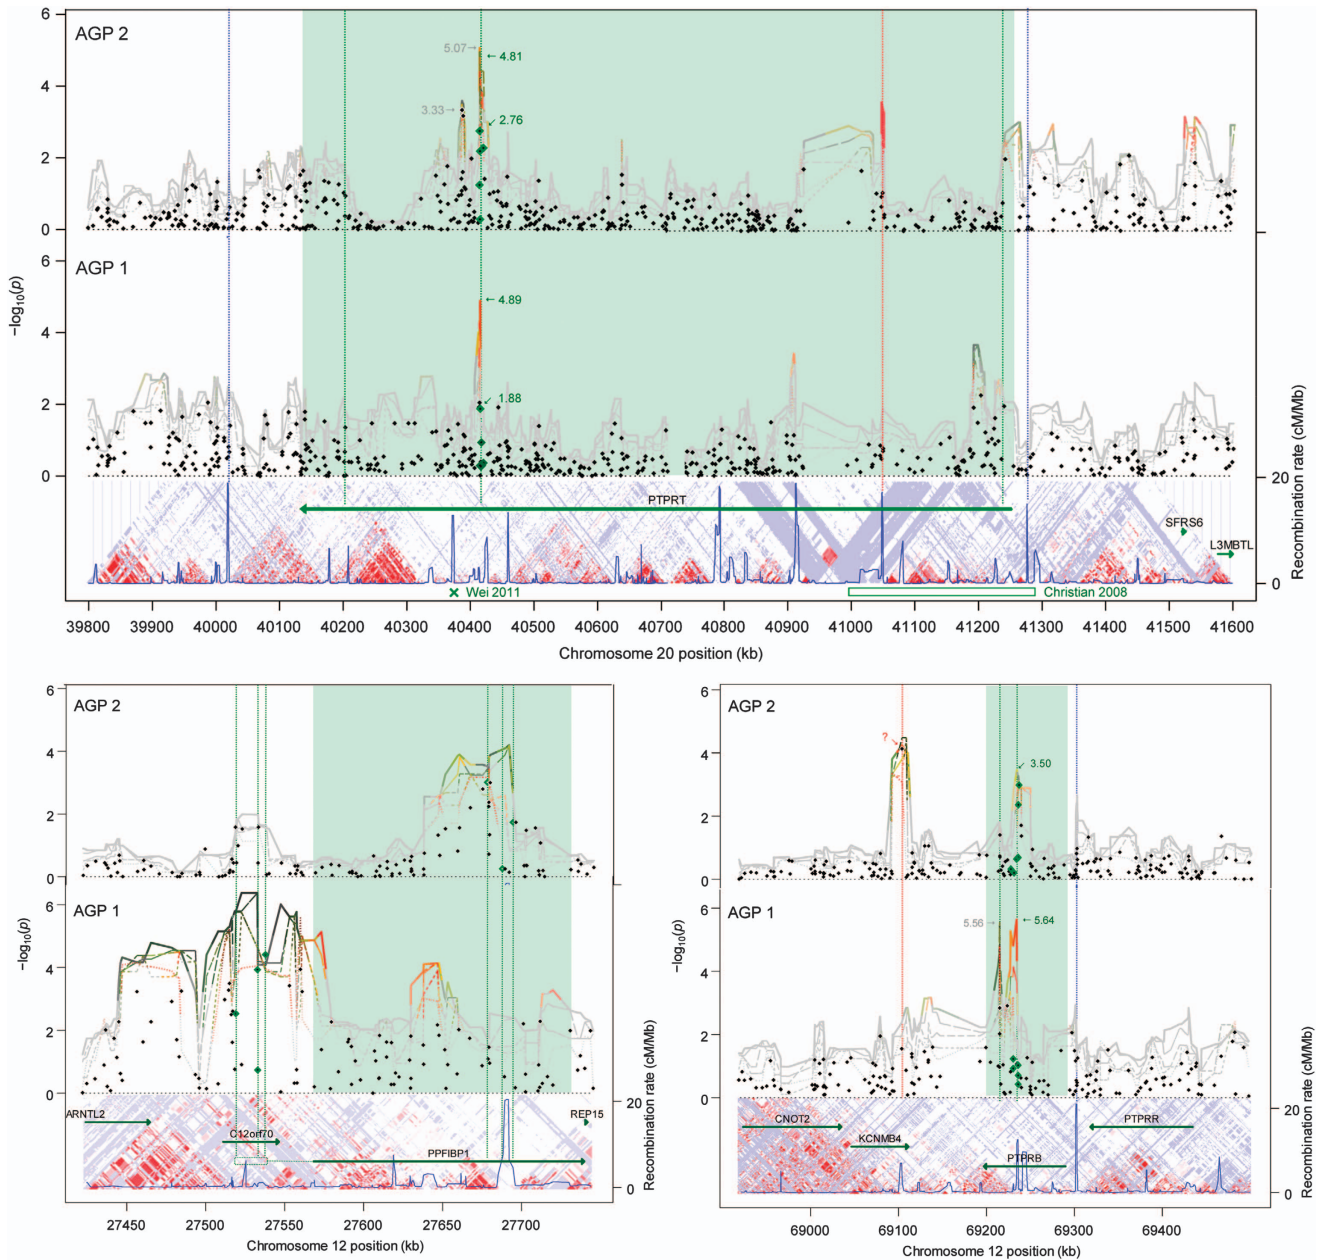 6
AGP 2
5.07→
←4.81
4
3.33→
←2.76
2
0
6
AGP 1
←4.89
4
−log10(p)
2
←1.88
0
20
PTPRT
SFRS6
L3MBTL
0
Recombination rate (cM/Mb)
× Wei 2011
Christian 2008
39800 39900 40000 40100 40200 40300 40400 40500 40600 40700 40800 40900 41000 41100 41200 41300 41400 41500 41600
Chromosome 20 position (kb)
6
AGP 2
4
2
0
6
AGP 1
4
−log10(p)
2
0
20
ARNTL2
C12orf70
REP15
PPFIBP1
0
Recombination rate (cM/Mb)
27450 27500 27550 27600 27650 27700
Chromosome 12 position (kb)
6
AGP 2
?
4
3.50
2
0
6
AGP 1
5.56→
←5.64
4
−log10(p)
2
0
20
CNOT2
PTPRR
KCNMB4
PTPRB
0
Recombination rate (cM/Mb)
69000 69100 69200 69300 69400
Chromosome 12 position (kb)